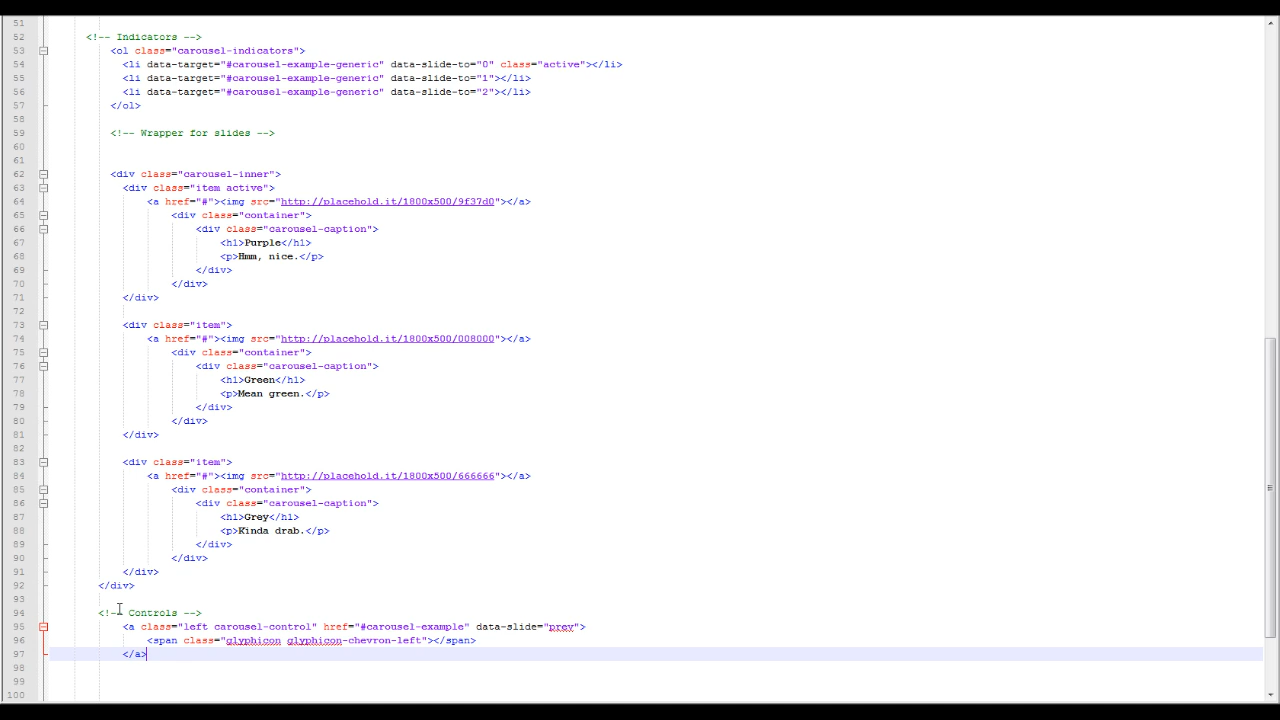 51
52 <!-- Indicators -->
53 <ol class="carousel-indicators">
54 <li data-target="#carousel-example-generic" data-slide-to="0" class="active"></li>
55 <li data-target="#carousel-example-generic" data-slide-to="1"></li>
56 <li data-target="#carousel-example-generic" data-slide-to="2"></li>
57 </ol>
58
59 <!-- Wrapper for slides -->
60
61
62 <div class="carousel-inner">
63 <div class="item active">
64 <a href="#"><img src="http://placehold.it/1800x500/9f37d0"></a>
65 <div class="container">
66 <div class="carousel-caption">
67 <h1>Purple</h1>
68 <p>Hmm, nice.</p>
69 </div>
70 </div>
71 </div>
72
73 <div class="item">
74 <a href="#"><img src="http://placehold.it/1800x500/008000"></a>
75 <div class="container">
76 <div class="carousel-caption">
77 <h1>Green</h1>
78 <p>Mean green.</p>
79 </div>
80 </div>
81 </div>
82
83 <div class="item">
84 <a href="#"><img src="http://placehold.it/1800x500/666666"></a>
85 <div class="container">
86 <div class="carousel-caption">
87 <h1>Grey</h1>
88 <p>Kinda drab.</p>
89 </div>
90 </div>
91 </div>
92 </div>
93
94 <!-- Controls -->
95 <a class="left carousel-control" href="#carousel-example" data-slide="prev">
96 <span class="glyphicon glyphicon-chevron-left"></span>
97 </a>
98
99
100